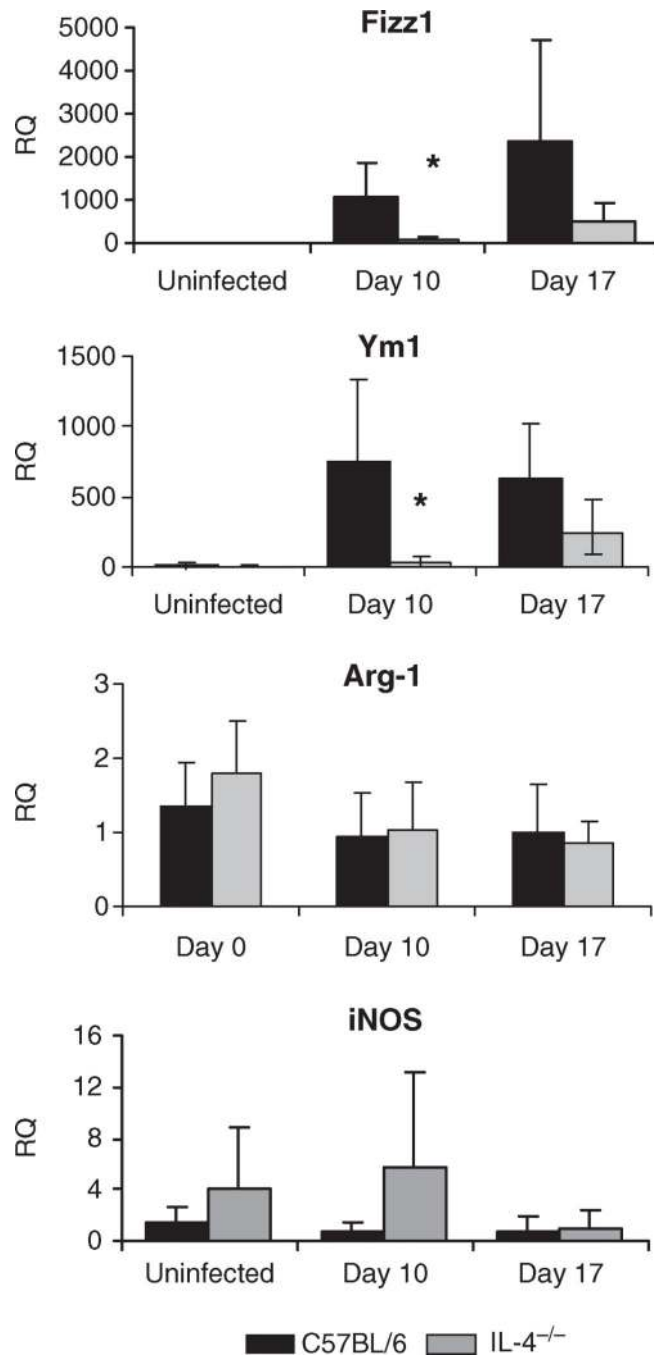 Fizz1
5000
4000
3000
2000
1000
0
RQ
*
Uninfected Day 10 Day 17
Ym1
1500
1000
500
0
RQ
*
Uninfected Day 10 Day 17
Arg-1
3
2
1
0
RQ
Day 0 Day 10 Day 17
iNOS
16
12
8
4
0
RQ
Uninfected Day 10 Day 17
C57BL/6 IL-4⁻/⁻